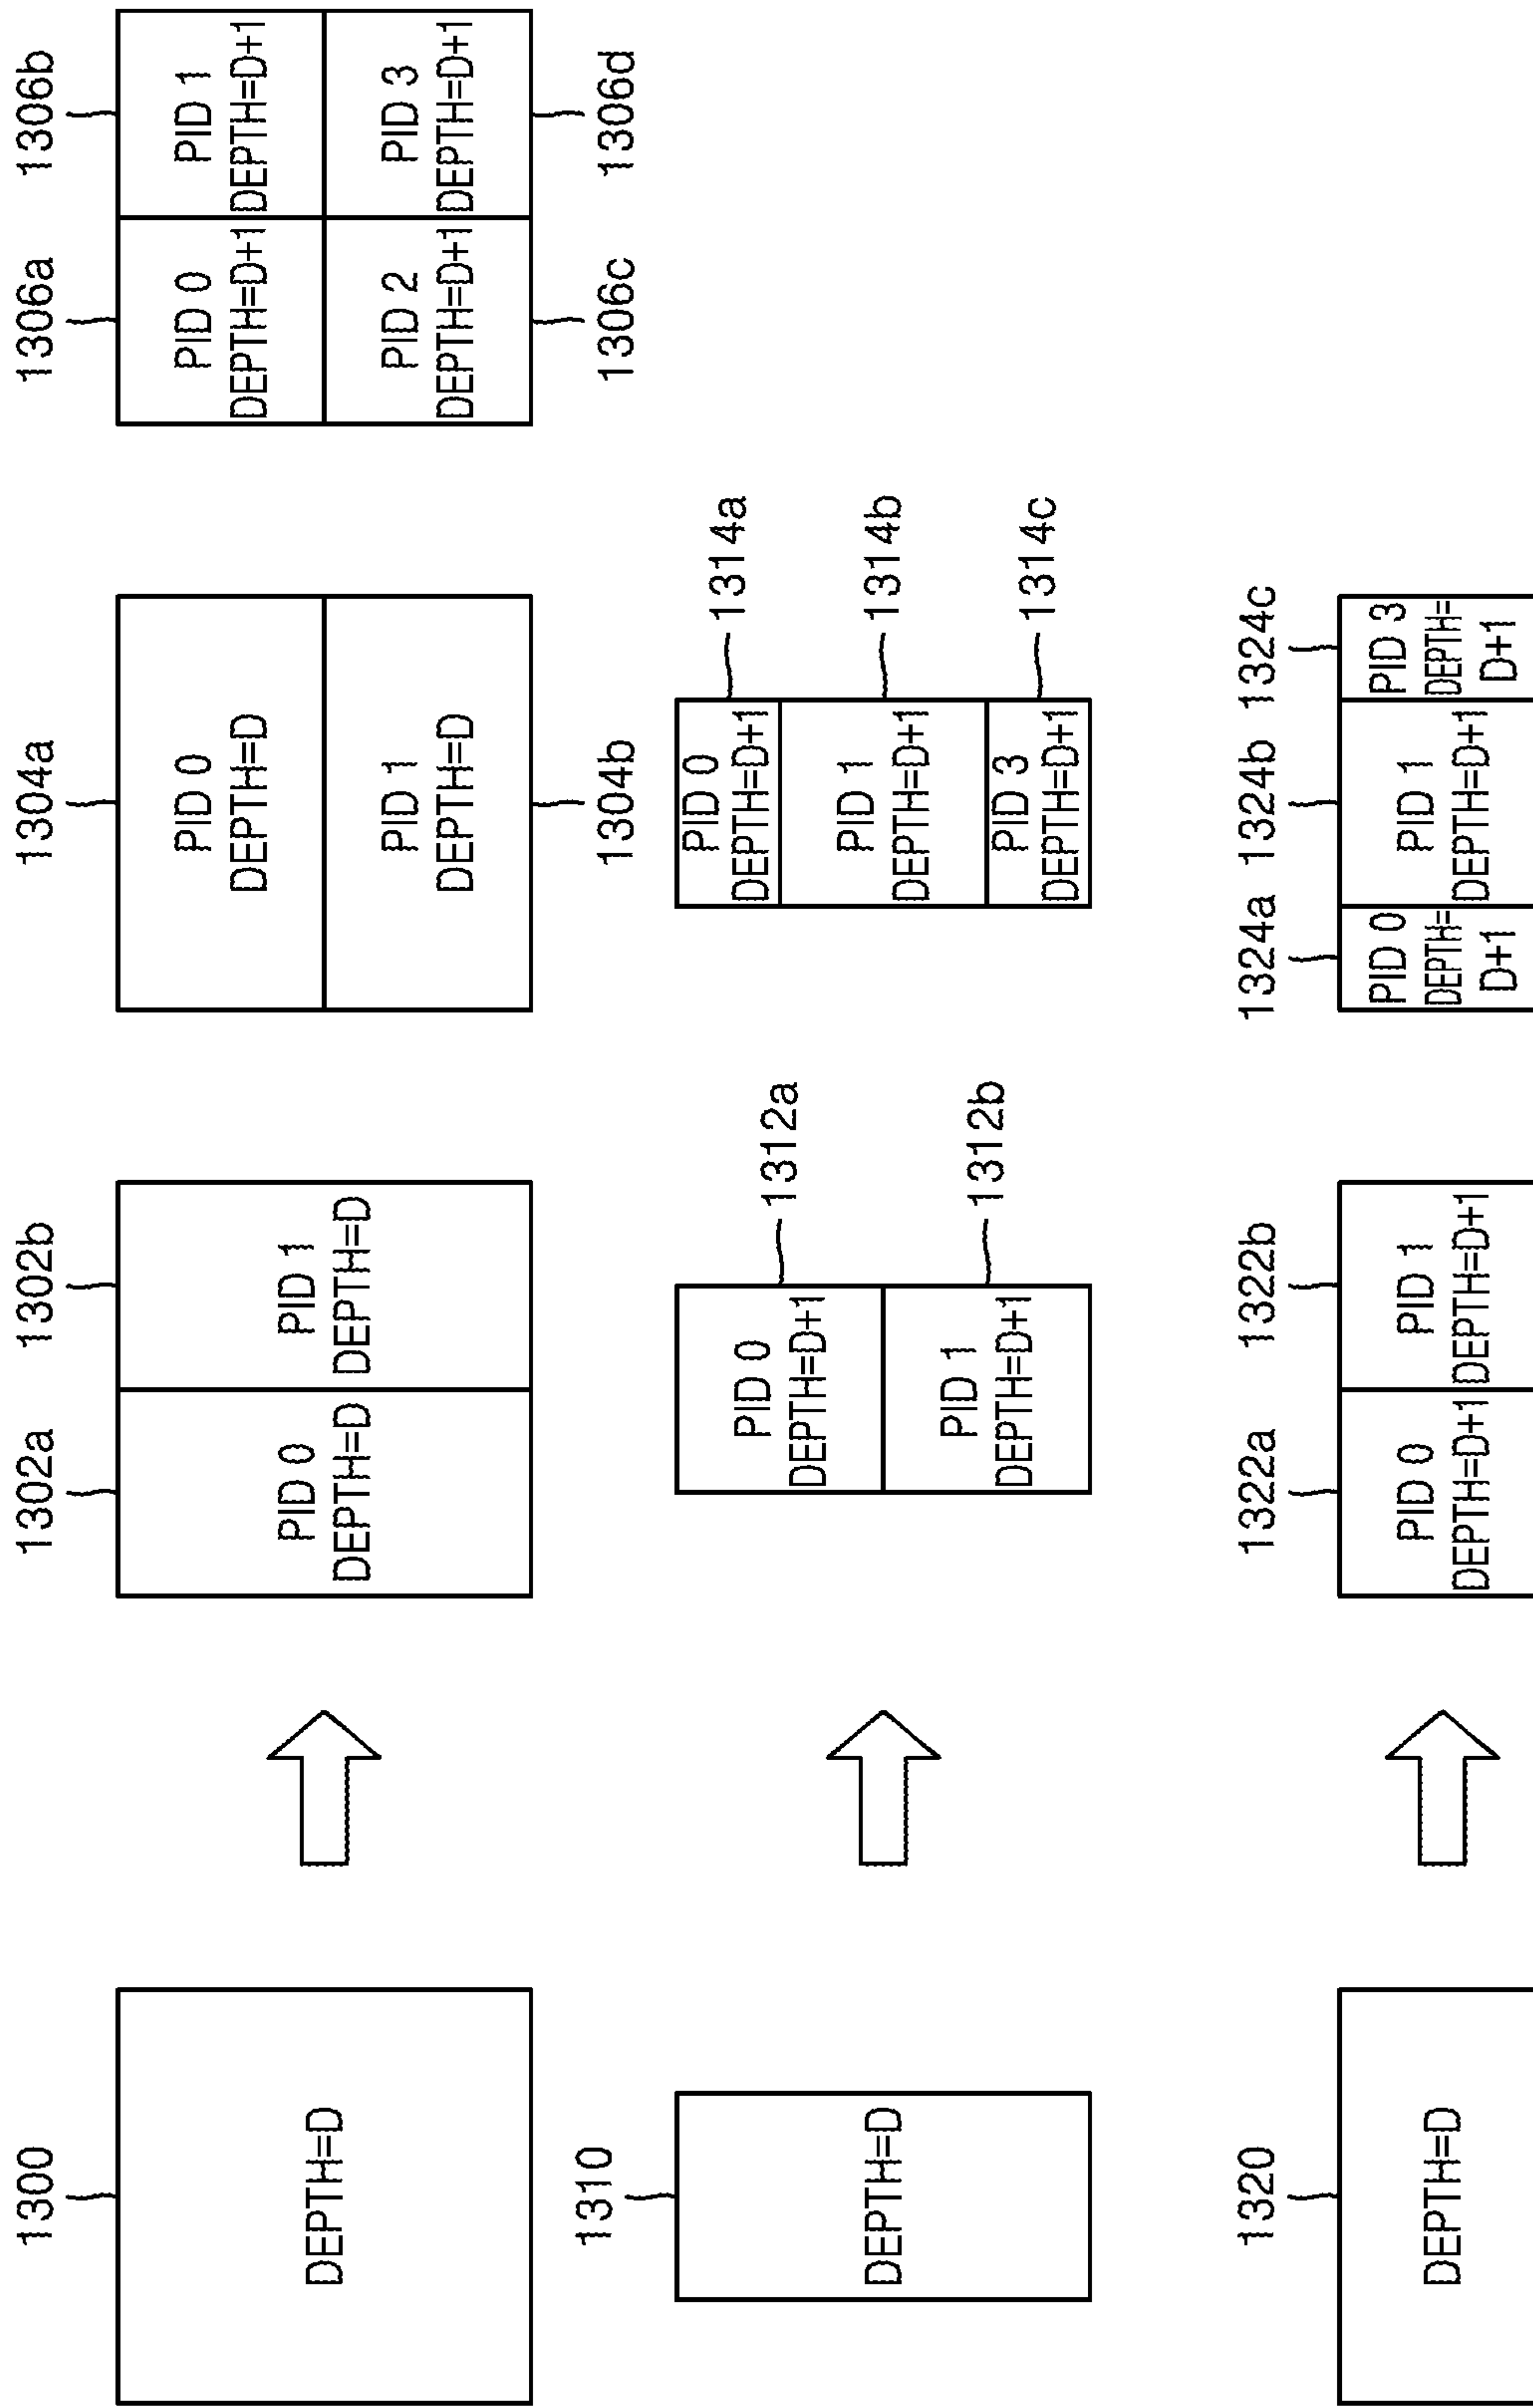 1300
DEPTH=D
1302a
1302b
PID 0
DEPTH=D
PID 1
DEPTH=D
1304a
PID 0
DEPTH=D
PID 1
DEPTH=D
1304b
1306a
1306b
PID 0
DEPTH=D+1
PID 1
DEPTH=D+1
PID 2
DEPTH=D+1
PID 3
DEPTH=D+1
1306c
1306d
1310
DEPTH=D
PID 0
DEPTH=D+1
1312a
PID 1
DEPTH=D+1
1312b
PID 0
DEPTH=D+1
1314a
PID 1
DEPTH=D+1
1314b
PID 3
DEPTH=D+1
1314c
1320
DEPTH=D
1322a
1322b
PID 0
DEPTH=D+1
PID 1
DEPTH=D+1
1324a
1324b
1324c
PID 0
DEPTH=
D+1
PID 1
DEPTH=D+1
PID 3
DEPTH=
D+1